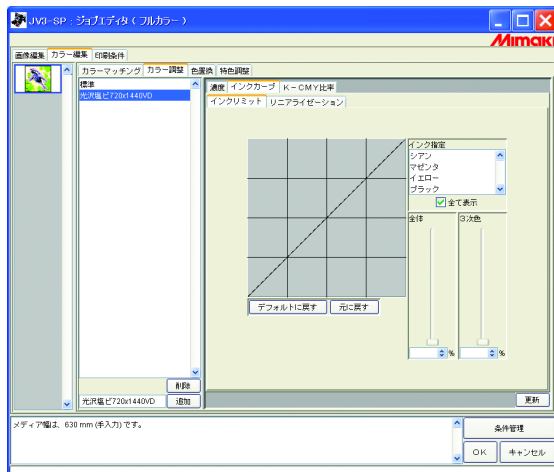 JV3-SP : ジョブエディタ ( フルカラー )
Mimaki
画像編集 カラー編集 印刷条件
カラーマッチング カラー調整 色置換 特色調整
標準
光沢塩ビ720x1440VD
濃度 インクカーブ K-CMY比率
インクリミット リニアライゼーション
インク指定
シアン
マゼンタ
イエロー
ブラック
全て表示
全体 3次色
デフォルトに戻す 元に戻す
% %
削除
光沢塩ビ720x1440VD 追加
更新
メディア幅は、630 mm (手入力) です。
条件管理
OK キャンセル